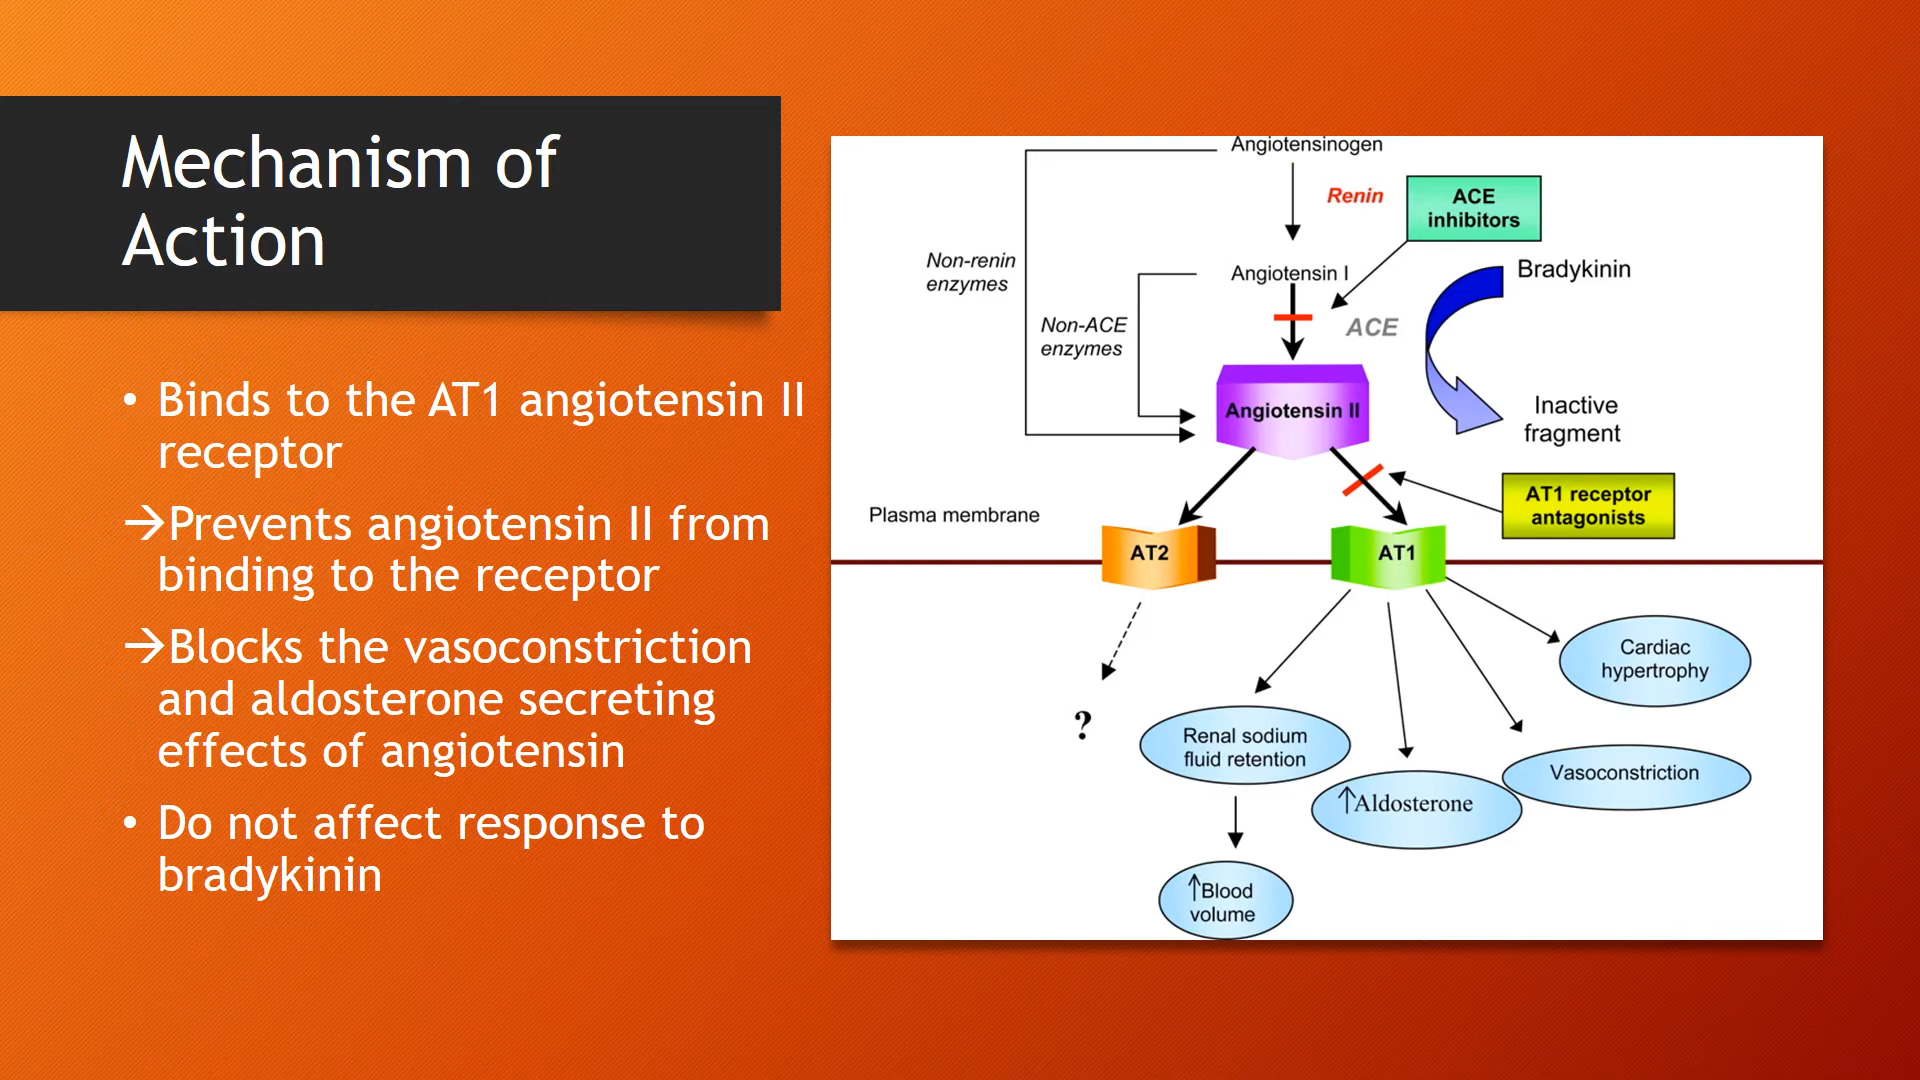 Mechanism of
Action
• Binds to the AT1 angiotensin II
receptor
→Prevents angiotensin II from
binding to the receptor
→Blocks the vasoconstriction
and aldosterone secreting
effects of angiotensin
• Do not affect response to
bradykinin
Angiotensinogen
Renin
ACE
inhibitors
Non-renin
enzymes
Angiotensin I
Bradykinin
Non-ACE
enzymes
ACE
Angiotensin II
Inactive
fragment
AT1 receptor
antagonists
Plasma membrane
AT2
AT1
Cardiac
hypertrophy
?
Renal sodium
fluid retention
Vasoconstriction
↑Aldosterone
↑Blood
volume